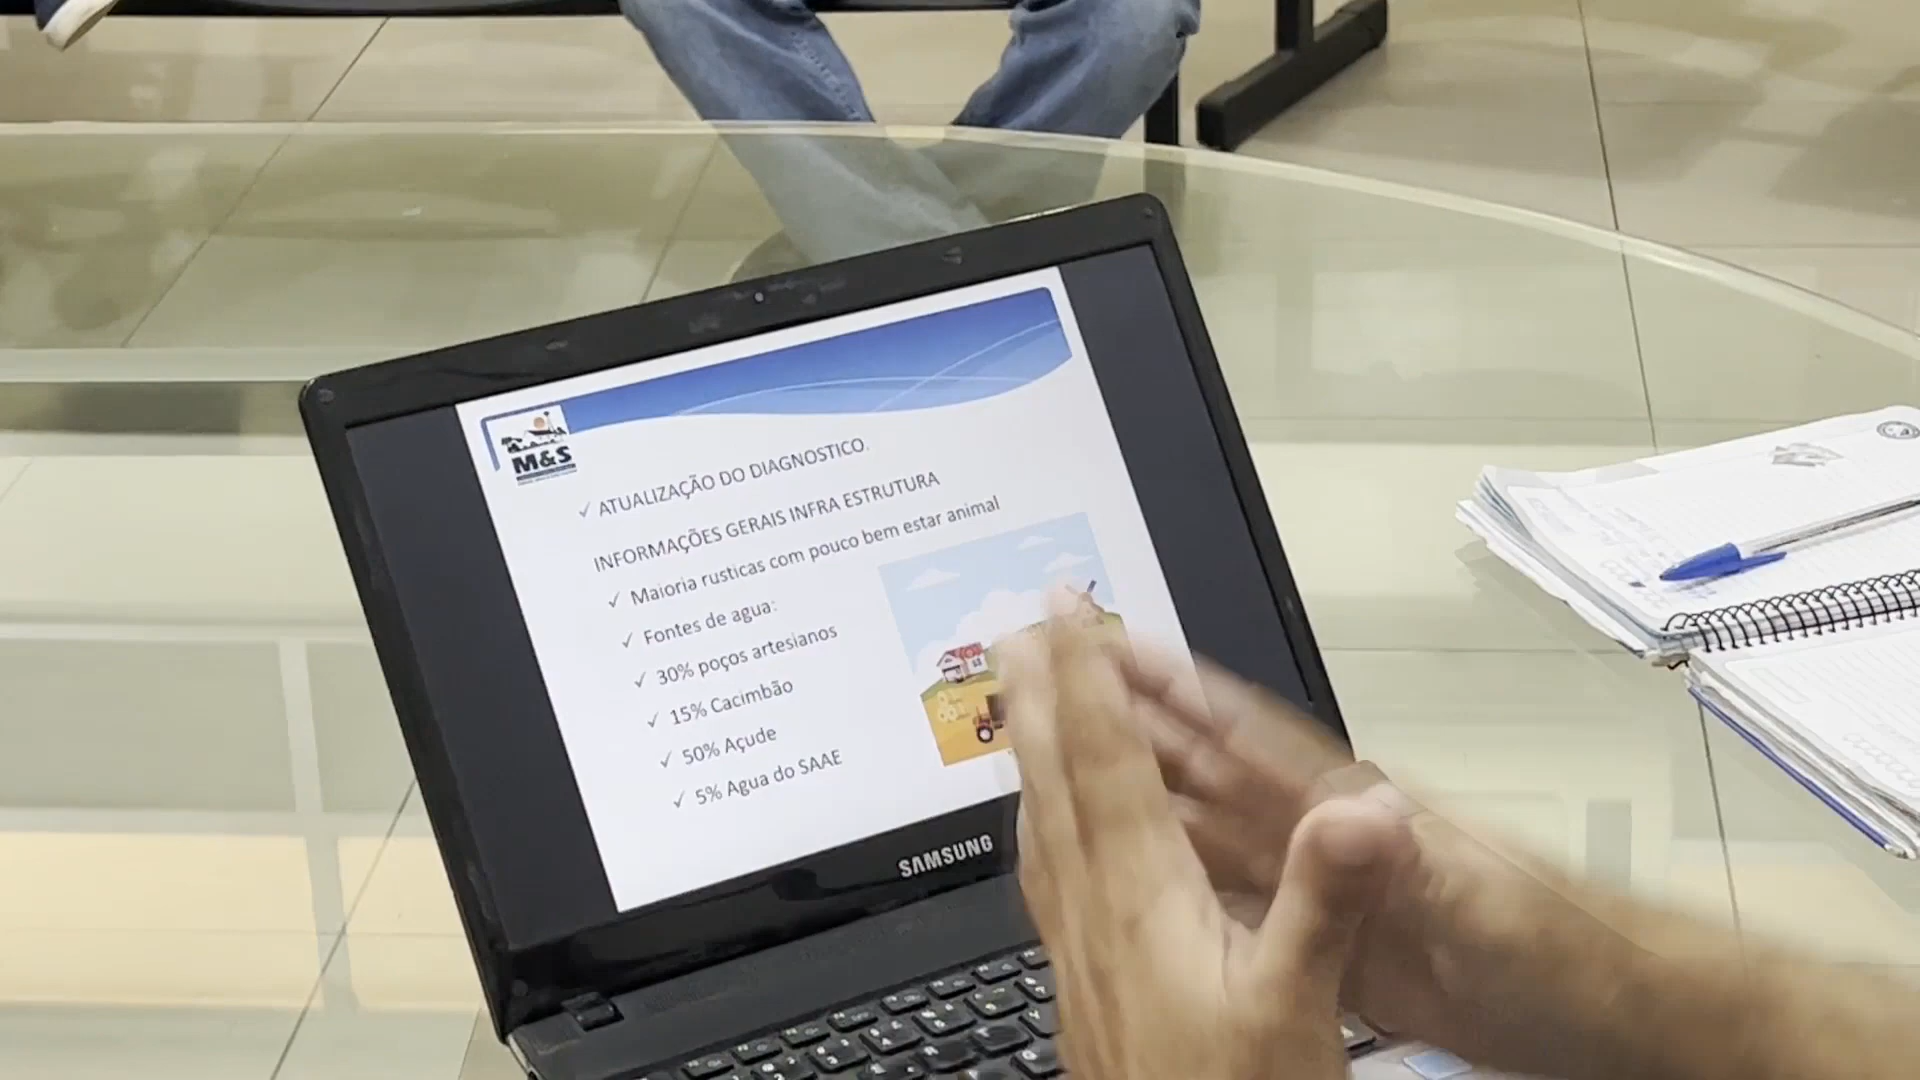 M&S
✓ ATUALIZAÇÃO DO DIAGNOSTICO.
INFORMAÇÕES GERAIS INFRA ESTRUTURA
✓ Maioria rusticas com pouco bem estar animal
✓ Fontes de agua:
✓ 30% poços artesianos
✓ 15% Cacimbão
✓ 50% Açude
✓ 5% Agua do SAAE
SAMSUNG